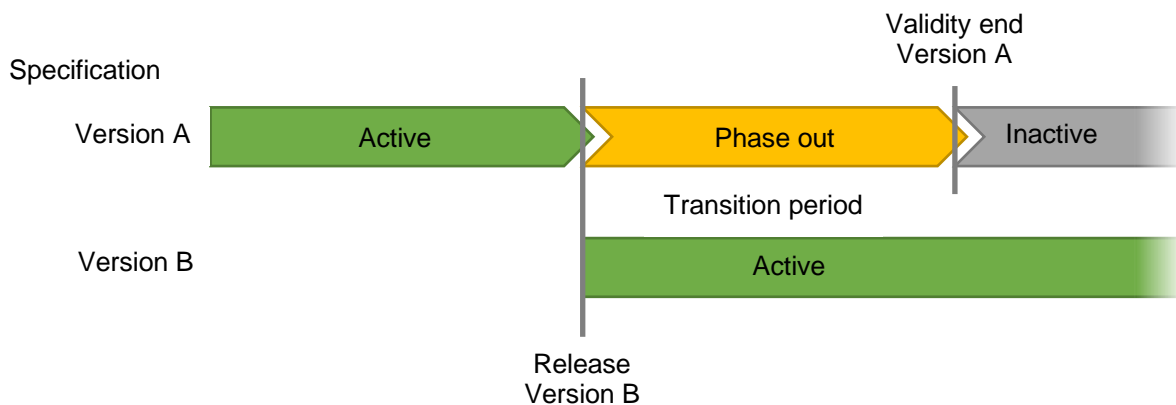 Validity end
Version A
Specification
Version A
Active
Phase out
Inactive
Transition period
Version B
Active
Release
Version B